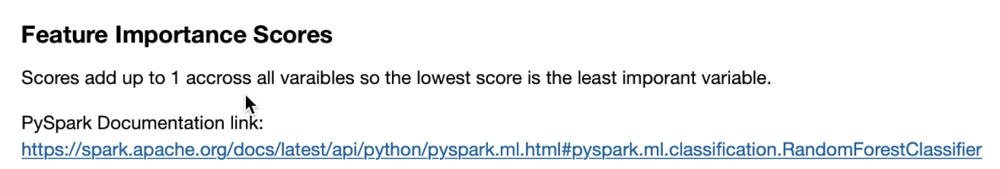 Feature Importance Scores
Scores add up to 1 accross all varaibles so the lowest score is the least imporant variable.
PySpark Documentation link:
https://spark.apache.org/docs/latest/api/python/pyspark.ml.html#pyspark.ml.classification.RandomForestClassifier